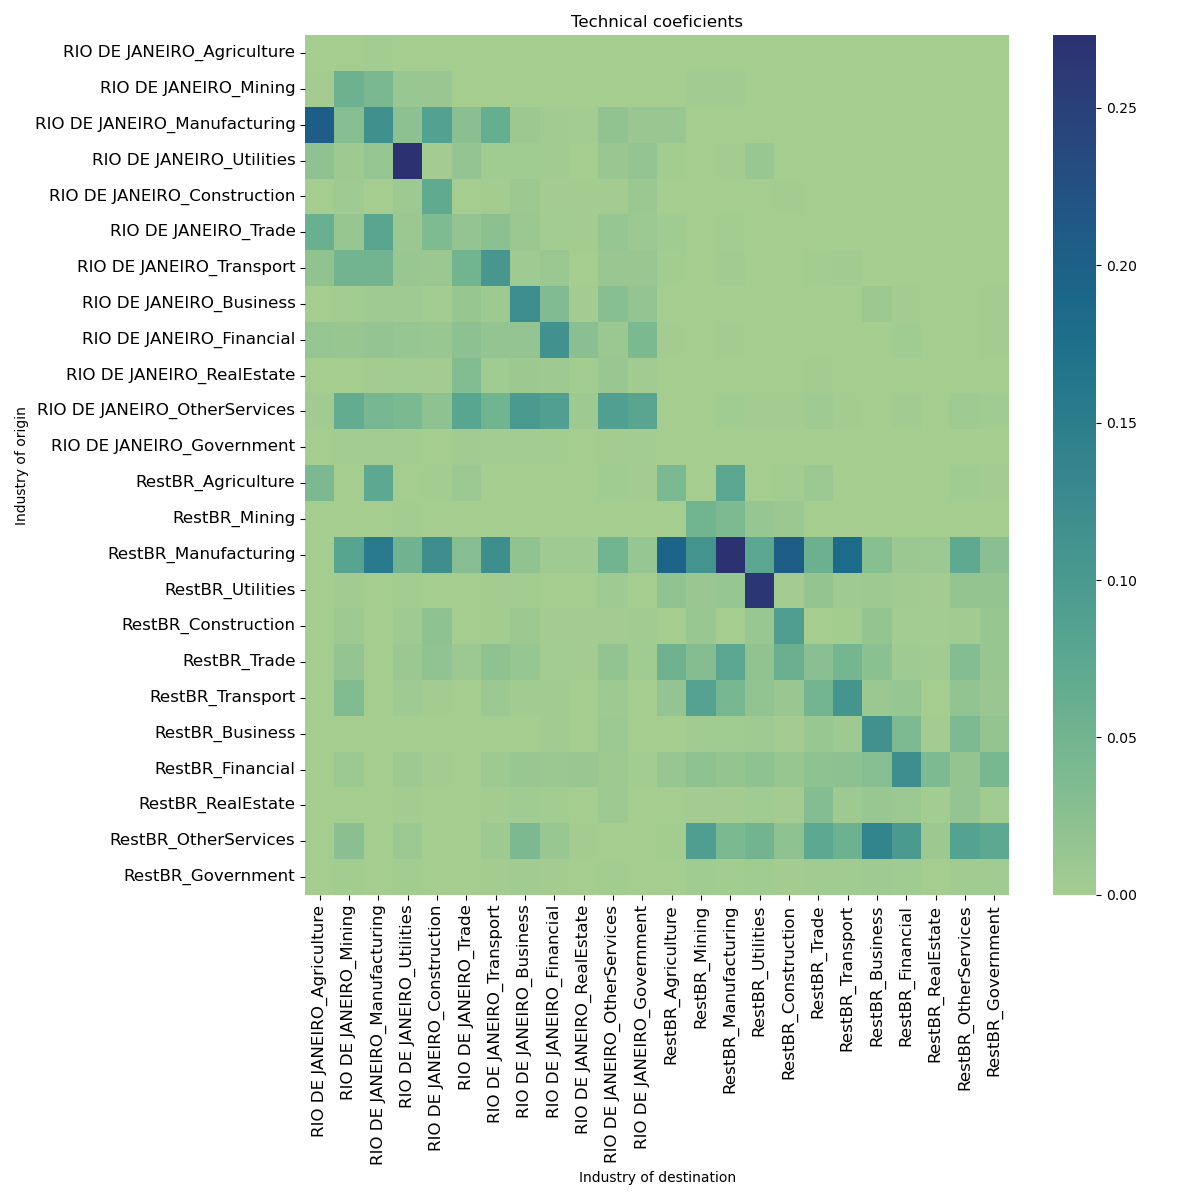 Technical coeficients
Industry of origin
RIO DE JANEIRO_Agriculture
RIO DE JANEIRO_Mining
RIO DE JANEIRO_Manufacturing
RIO DE JANEIRO_Utilities
RIO DE JANEIRO_Construction
RIO DE JANEIRO_Trade
RIO DE JANEIRO_Transport
RIO DE JANEIRO_Business
RIO DE JANEIRO_Financial
RIO DE JANEIRO_RealEstate
RIO DE JANEIRO_OtherServices
RIO DE JANEIRO_Government
RestBR_Agriculture
RestBR_Mining
RestBR_Manufacturing
RestBR_Utilities
RestBR_Construction
RestBR_Trade
RestBR_Transport
RestBR_Business
RestBR_Financial
RestBR_RealEstate
RestBR_OtherServices
RestBR_Government
RIO DE JANEIRO_Agriculture
RIO DE JANEIRO_Mining
RIO DE JANEIRO_Manufacturing
RIO DE JANEIRO_Utilities
RIO DE JANEIRO_Construction
RIO DE JANEIRO_Trade
RIO DE JANEIRO_Transport
RIO DE JANEIRO_Business
RIO DE JANEIRO_Financial
RIO DE JANEIRO_RealEstate
RIO DE JANEIRO_OtherServices
RIO DE JANEIRO_Government
RestBR_Agriculture
RestBR_Mining
RestBR_Manufacturing
RestBR_Utilities
RestBR_Construction
RestBR_Trade
RestBR_Transport
RestBR_Business
RestBR_Financial
RestBR_RealEstate
RestBR_OtherServices
RestBR_Government
Industry of destination
0.25
0.20
0.15
0.10
0.05
0.00